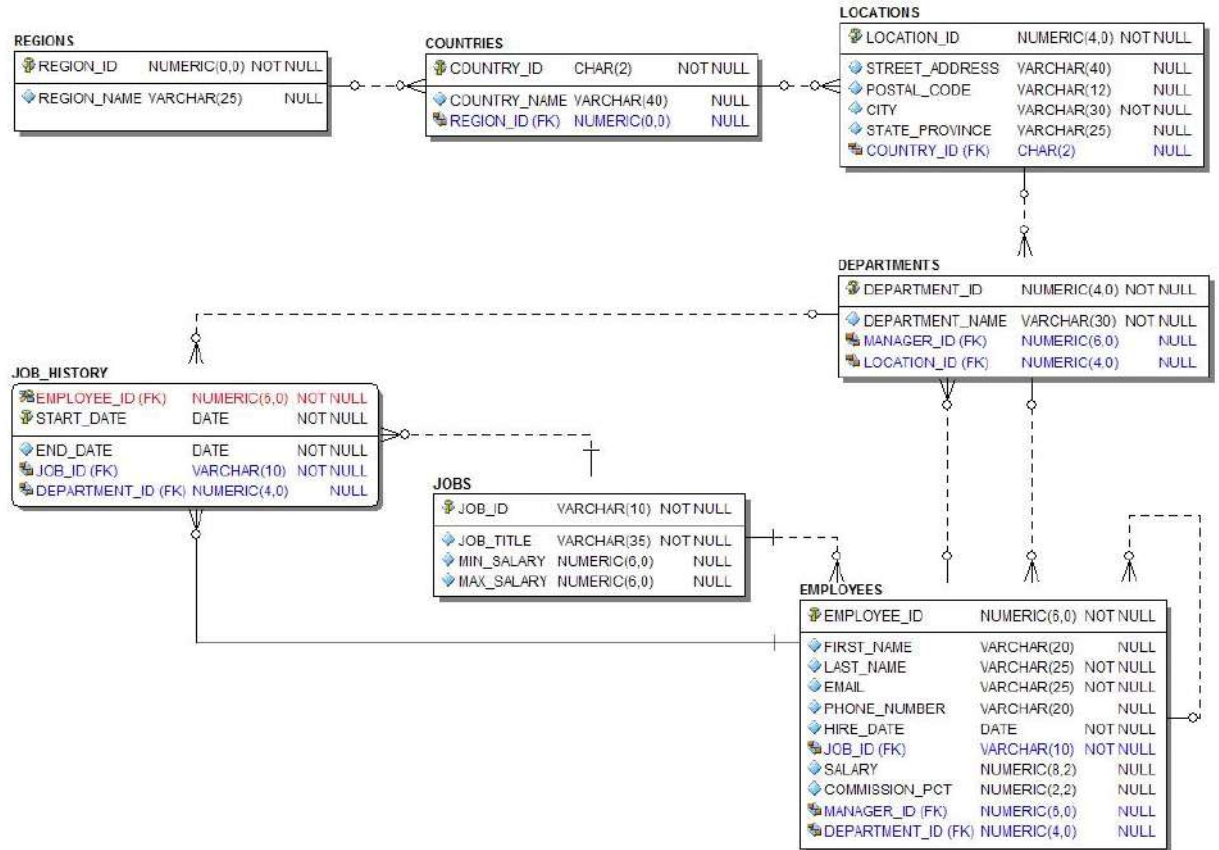 REGIONS
REGION_ID NUMERIC(0,0) NOT NULL
REGION_NAME VARCHAR(25) NULL
COUNTRIES
COUNTRY_ID CHAR(2) NOT NULL
COUNTRY_NAME VARCHAR(40) NULL
REGION_ID (FK) NUMERIC(0,0) NULL
LOCATIONS
LOCATION_ID NUMERIC(4,0) NOT NULL
STREET_ADDRESS VARCHAR(40) NULL
POSTAL_CODE VARCHAR(12) NULL
CITY VARCHAR(30) NOT NULL
STATE_PROVINCE VARCHAR(25) NULL
COUNTRY_ID (FK) CHAR(2) NULL
DEPARTMENTS
DEPARTMENT_ID NUMERIC(4,0) NOT NULL
DEPARTMENT_NAME VARCHAR(30) NOT NULL
MANAGER_ID (FK) NUMERIC(6,0) NULL
LOCATION_ID (FK) NUMERIC(4,0) NULL
JOB_HISTORY
EMPLOYEE_ID (FK) NUMERIC(6,0) NOT NULL
START_DATE DATE NOT NULL
END_DATE DATE NOT NULL
JOB_ID (FK) VARCHAR(10) NOT NULL
DEPARTMENT_ID (FK) NUMERIC(4,0) NULL
JOBS
JOB_ID VARCHAR(10) NOT NULL
JOB_TITLE VARCHAR(35) NOT NULL
MIN_SALARY NUMERIC(6,0) NULL
MAX_SALARY NUMERIC(6,0) NULL
EMPLOYEES
EMPLOYEE_ID NUMERIC(6,0) NOT NULL
FIRST_NAME VARCHAR(20) NULL
LAST_NAME VARCHAR(25) NOT NULL
EMAIL VARCHAR(25) NOT NULL
PHONE_NUMBER VARCHAR(20) NULL
HIRE_DATE DATE NOT NULL
JOB_ID (FK) VARCHAR(10) NOT NULL
SALARY NUMERIC(8,2) NULL
COMMISSION_PCT NUMERIC(2,2) NULL
MANAGER_ID (FK) NUMERIC(6,0) NULL
DEPARTMENT_ID (FK) NUMERIC(4,0) NULL